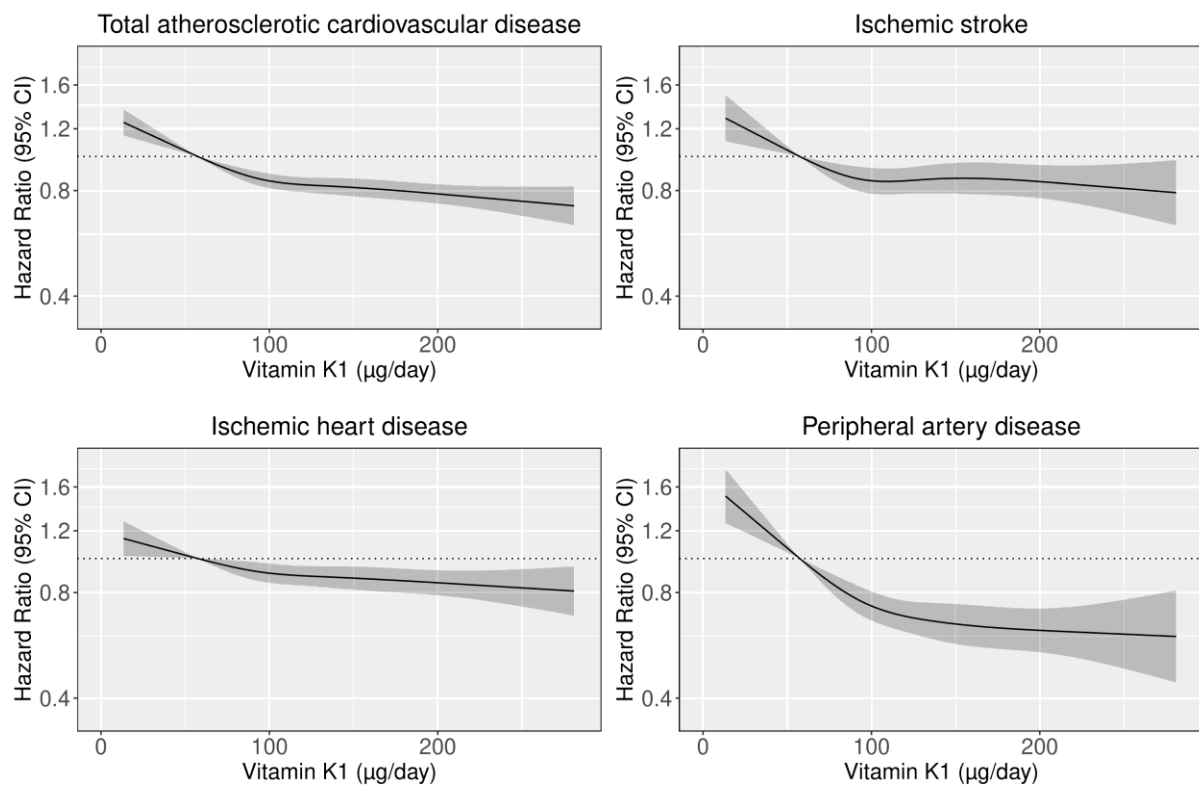 Total atherosclerotic cardiovascular disease
Hazard Ratio (95% CI)
1.6
1.2
0.8
0.4
0
100
200
Vitamin K1 (μg/day)
Ischemic stroke
Hazard Ratio (95% CI)
1.6
1.2
0.8
0.4
0
100
200
Vitamin K1 (μg/day)
Ischemic heart disease
Hazard Ratio (95% CI)
1.6
1.2
0.8
0.4
0
100
200
Vitamin K1 (μg/day)
Peripheral artery disease
Hazard Ratio (95% CI)
1.6
1.2
0.8
0.4
0
100
200
Vitamin K1 (μg/day)